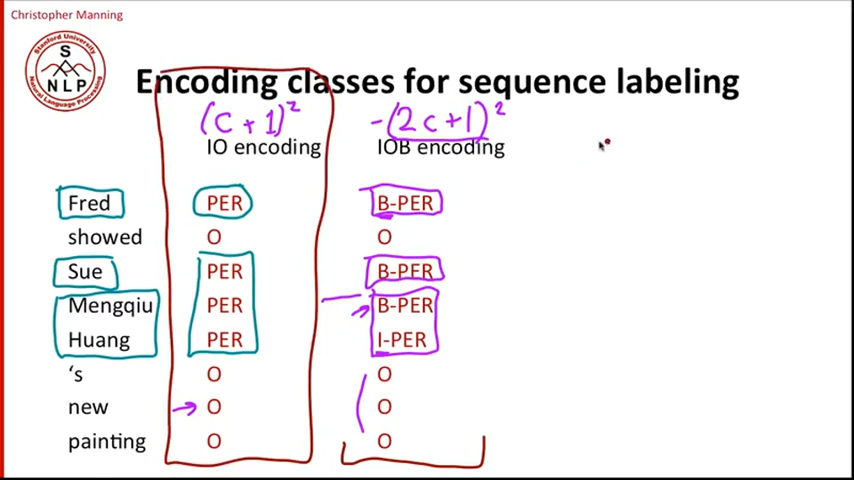 Christopher Manning
Stanford University
S
NLP
Natural Language Processing
Encoding classes for sequence labeling
(C+1)² -(2C+1)²
IO encoding IOB encoding
Fred PER B-PER
showed O O
Sue PER B-PER
Mengqiu PER B-PER
Huang PER I-PER
‘s O O
new O O
painting O O